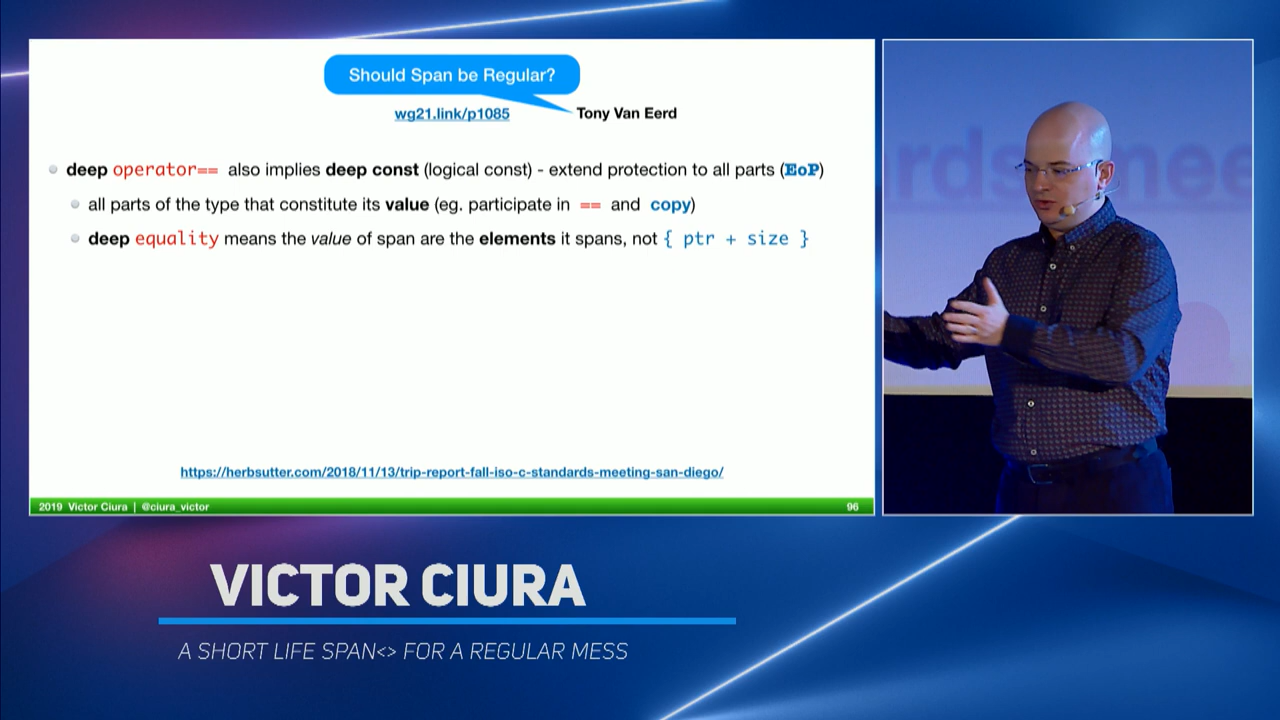 Should Span be Regular?
wg21.link/p1085
Tony Van Eerd
deep operator== also implies deep const (logical const) - extend protection to all parts (EoP)
all parts of the type that constitute its value (eg. participate in == and copy)
deep equality means the value of span are the elements it spans, not { ptr + size }
https://herbsutter.com/2018/11/13/trip-report-fall-iso-c-standards-meeting-san-diego/
2019 Victor Ciura | @ciura_victor
96
VICTOR CIURA
A SHORT LIFE SPAN<> FOR A REGULAR MESS